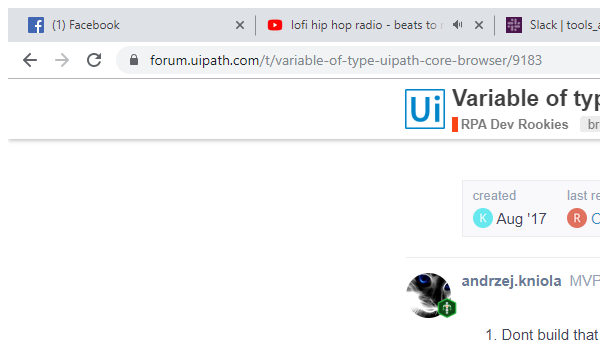 (1) Facebook
lofi hip hop radio - beats to
Slack | tools_
forum.uipath.com/t/variable-of-type-uipath-core-browser/9183
Ui
Variable of typ
RPA Dev Rookies br
created last re
K Aug '17 R
andrzej.kniola MVP
1. Dont build that